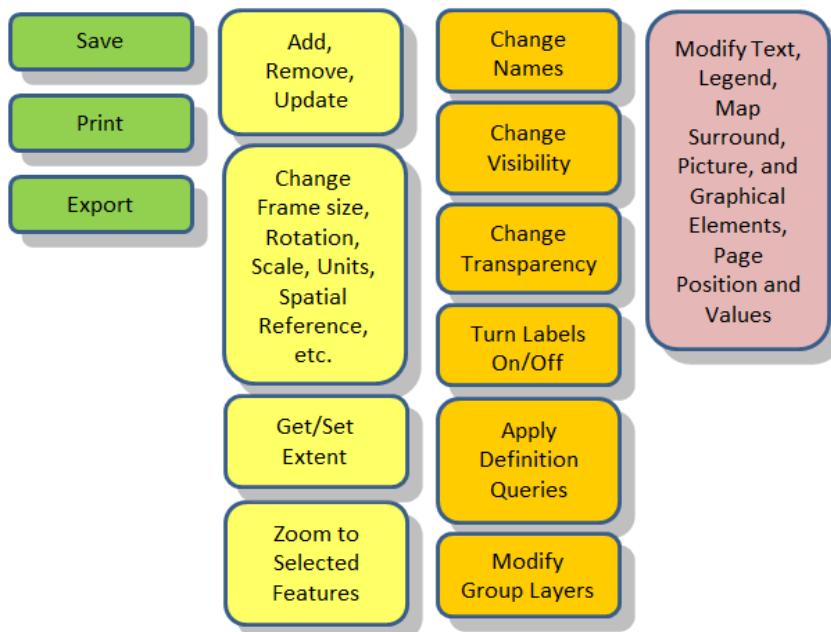 Save
Print
Export
Add,
Remove,
Update
Change
Frame size,
Rotation,
Scale, Units,
Spatial
Reference,
etc.
Get/Set
Extent
Zoom to
Selected
Features
Change
Names
Change
Visibility
Change
Transparency
Turn Labels
On/Off
Apply
Definition
Queries
Modify
Group Layers
Modify Text,
Legend,
Map
Surround,
Picture, and
Graphical
Elements,
Page
Position and
Values